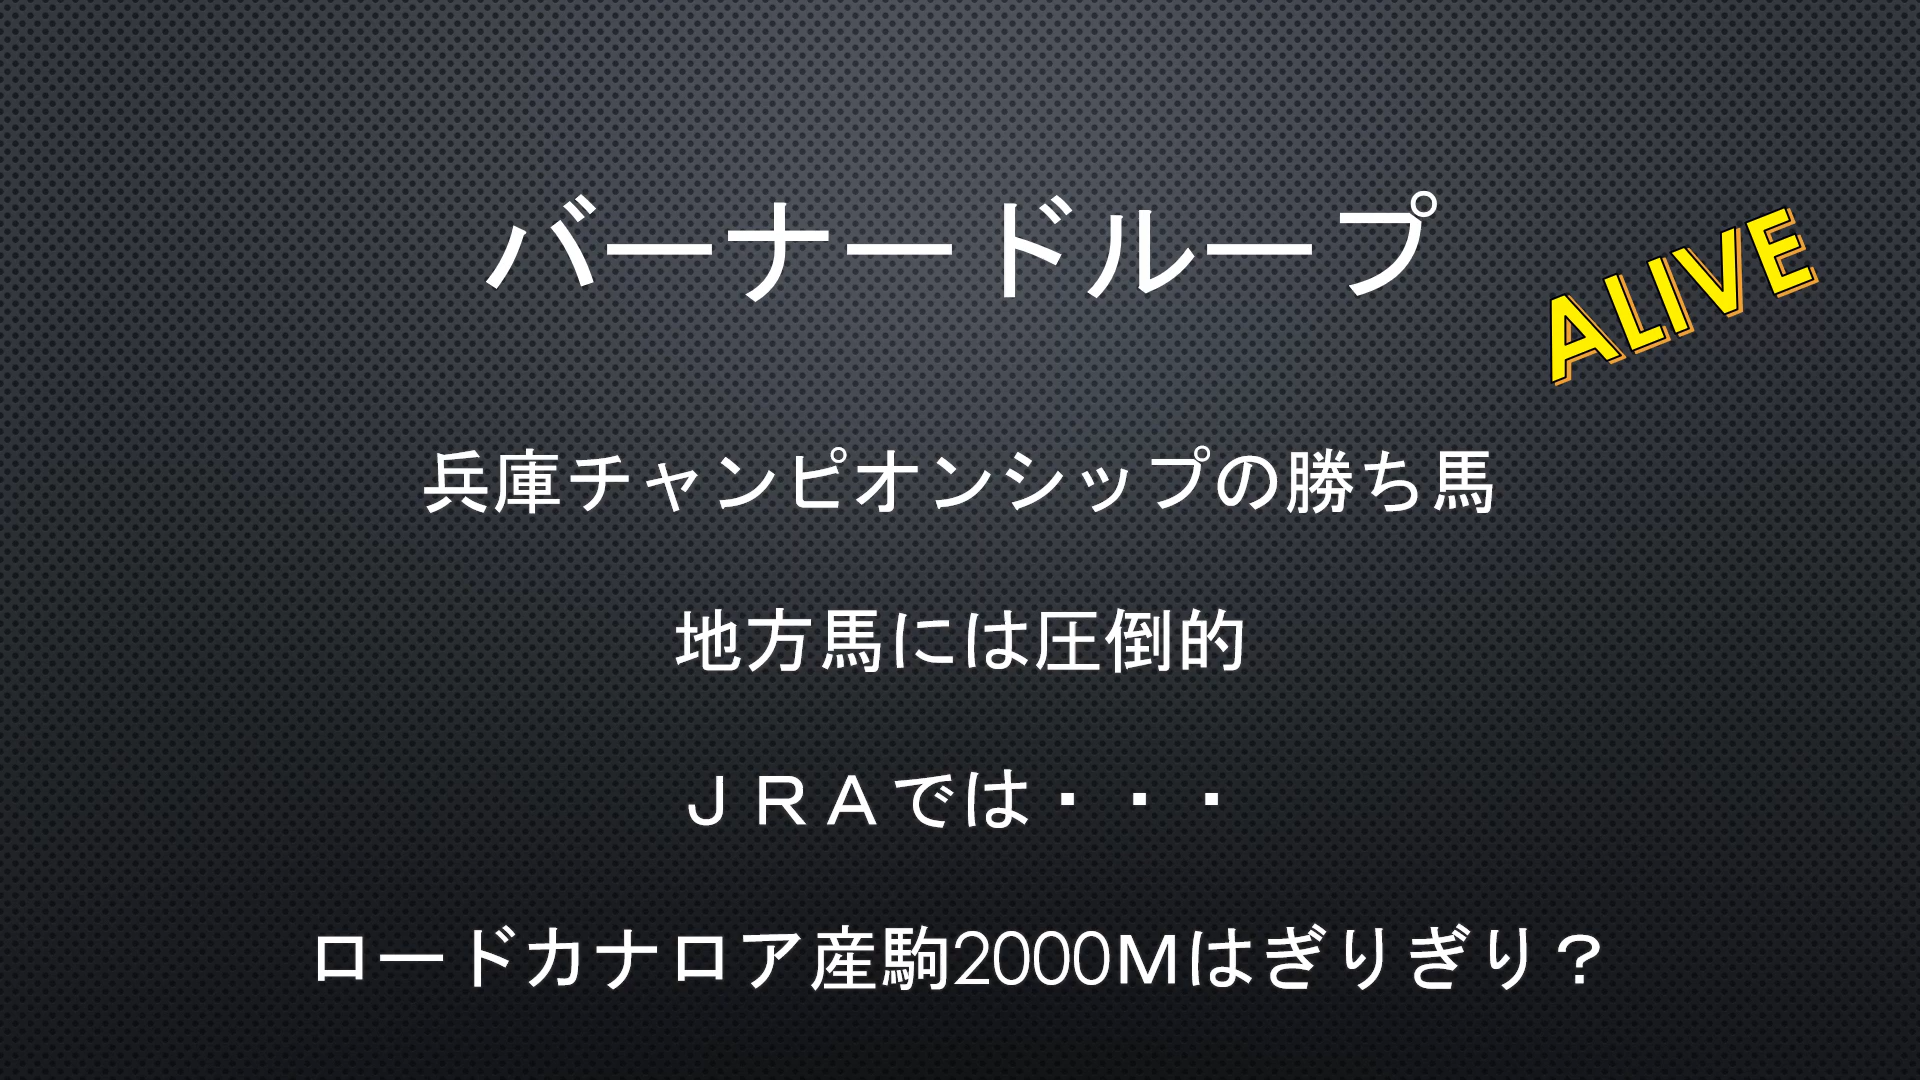 バーナードループ
ALIVE
兵庫チャンピオンシップの勝ち馬
地方馬には圧倒的
ＪＲＡでは・・・
ロードカナロア産駒2000Mはぎりぎり？